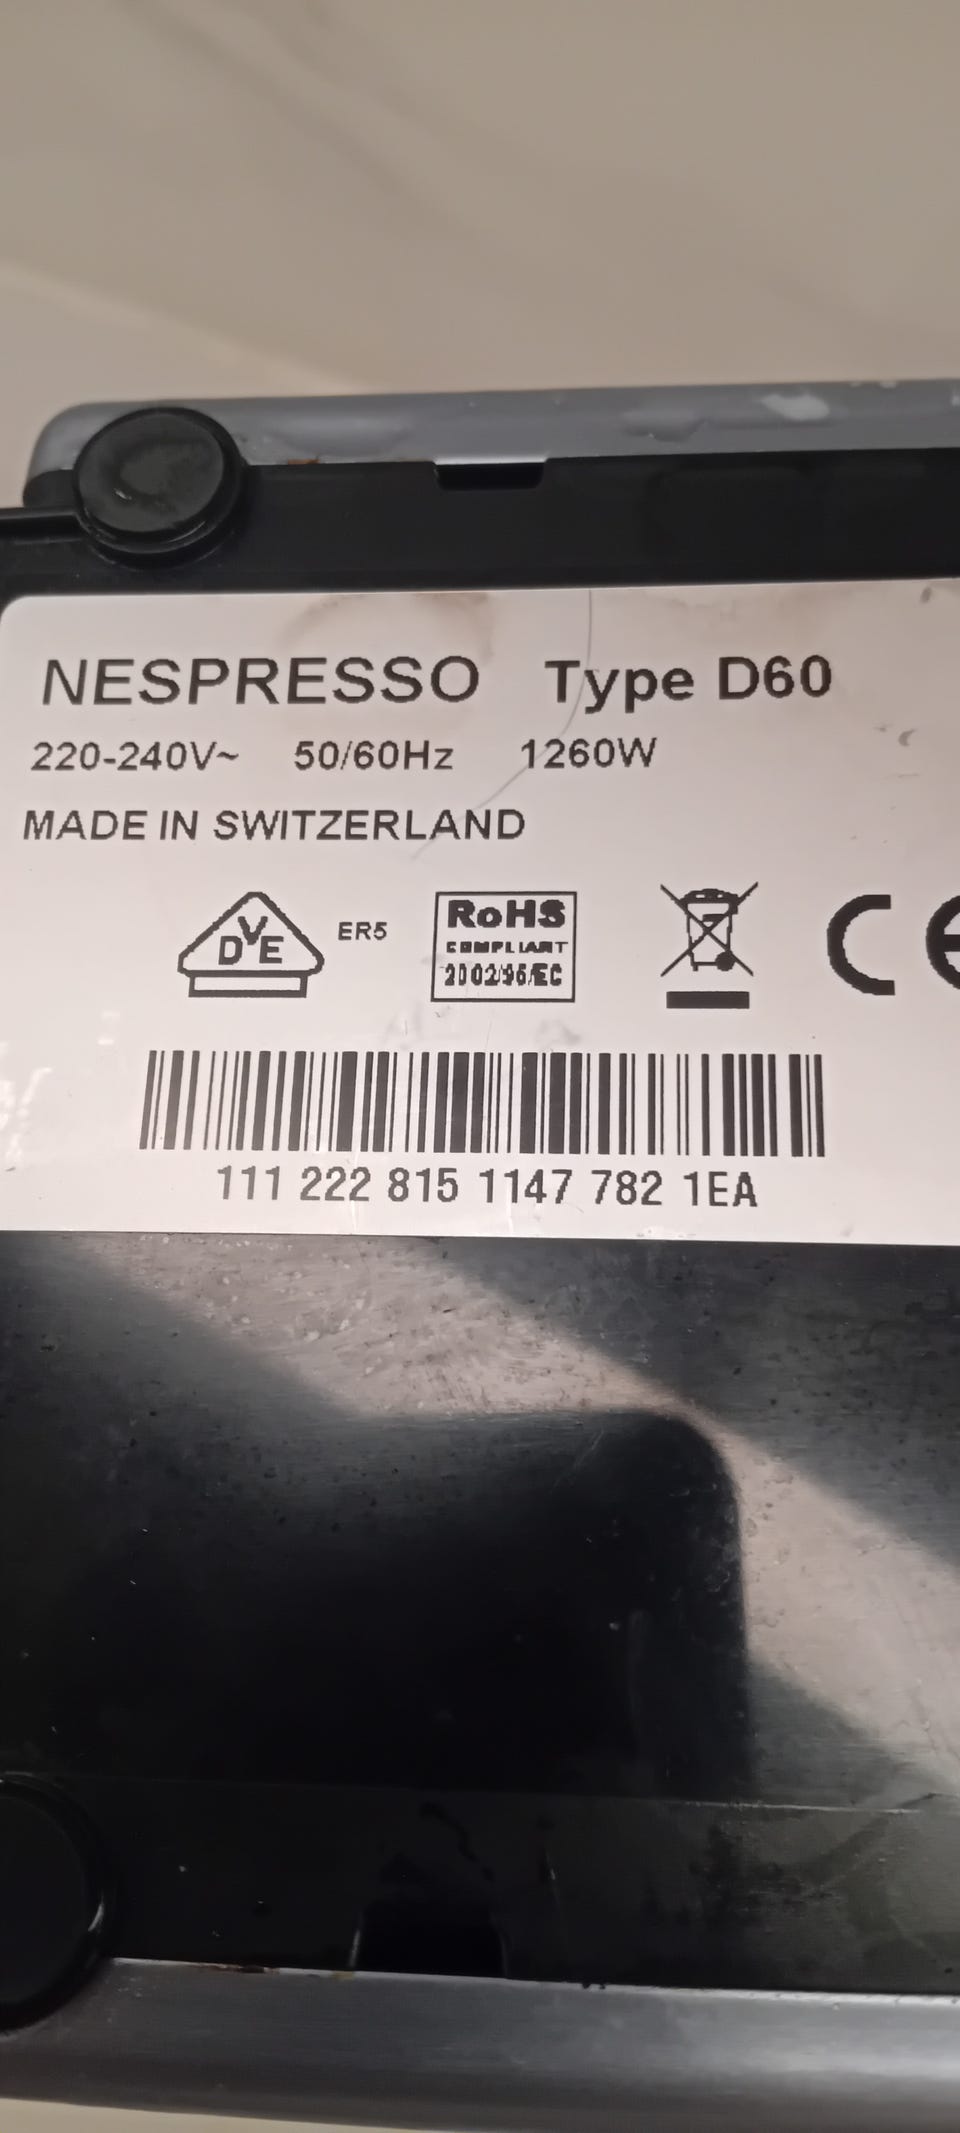 NESPRESSO Type D60
220-240V~ 50/60Hz 1260W
MADE IN SWITZERLAND
DVE ER5
RoHS
COMPLIANT
2002/95/EC
CE
111 222 815 1147 782 1EA